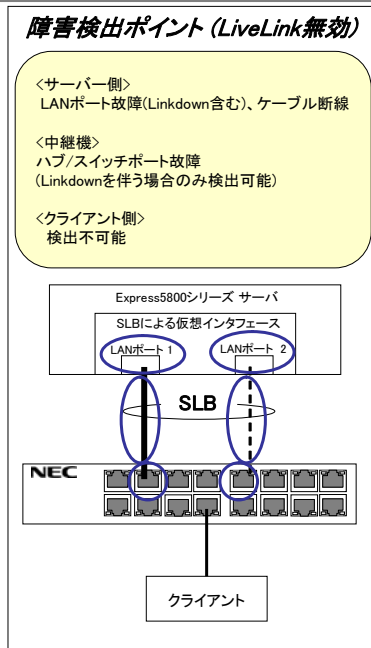 障害検出ポイント (LiveLink無効)
<サーバー側>
LANポート故障(Linkdown含む)、ケーブル断線
<中継機>
ハブ/スイッチポート故障
(Linkdownを伴う場合のみ検出可能)
<クライアント側>
検出不可能
Express5800シリーズ サーバ
SLBによる仮想インタフェース
LANポート 1
LANポート 2
SLB
NEC
クライアント